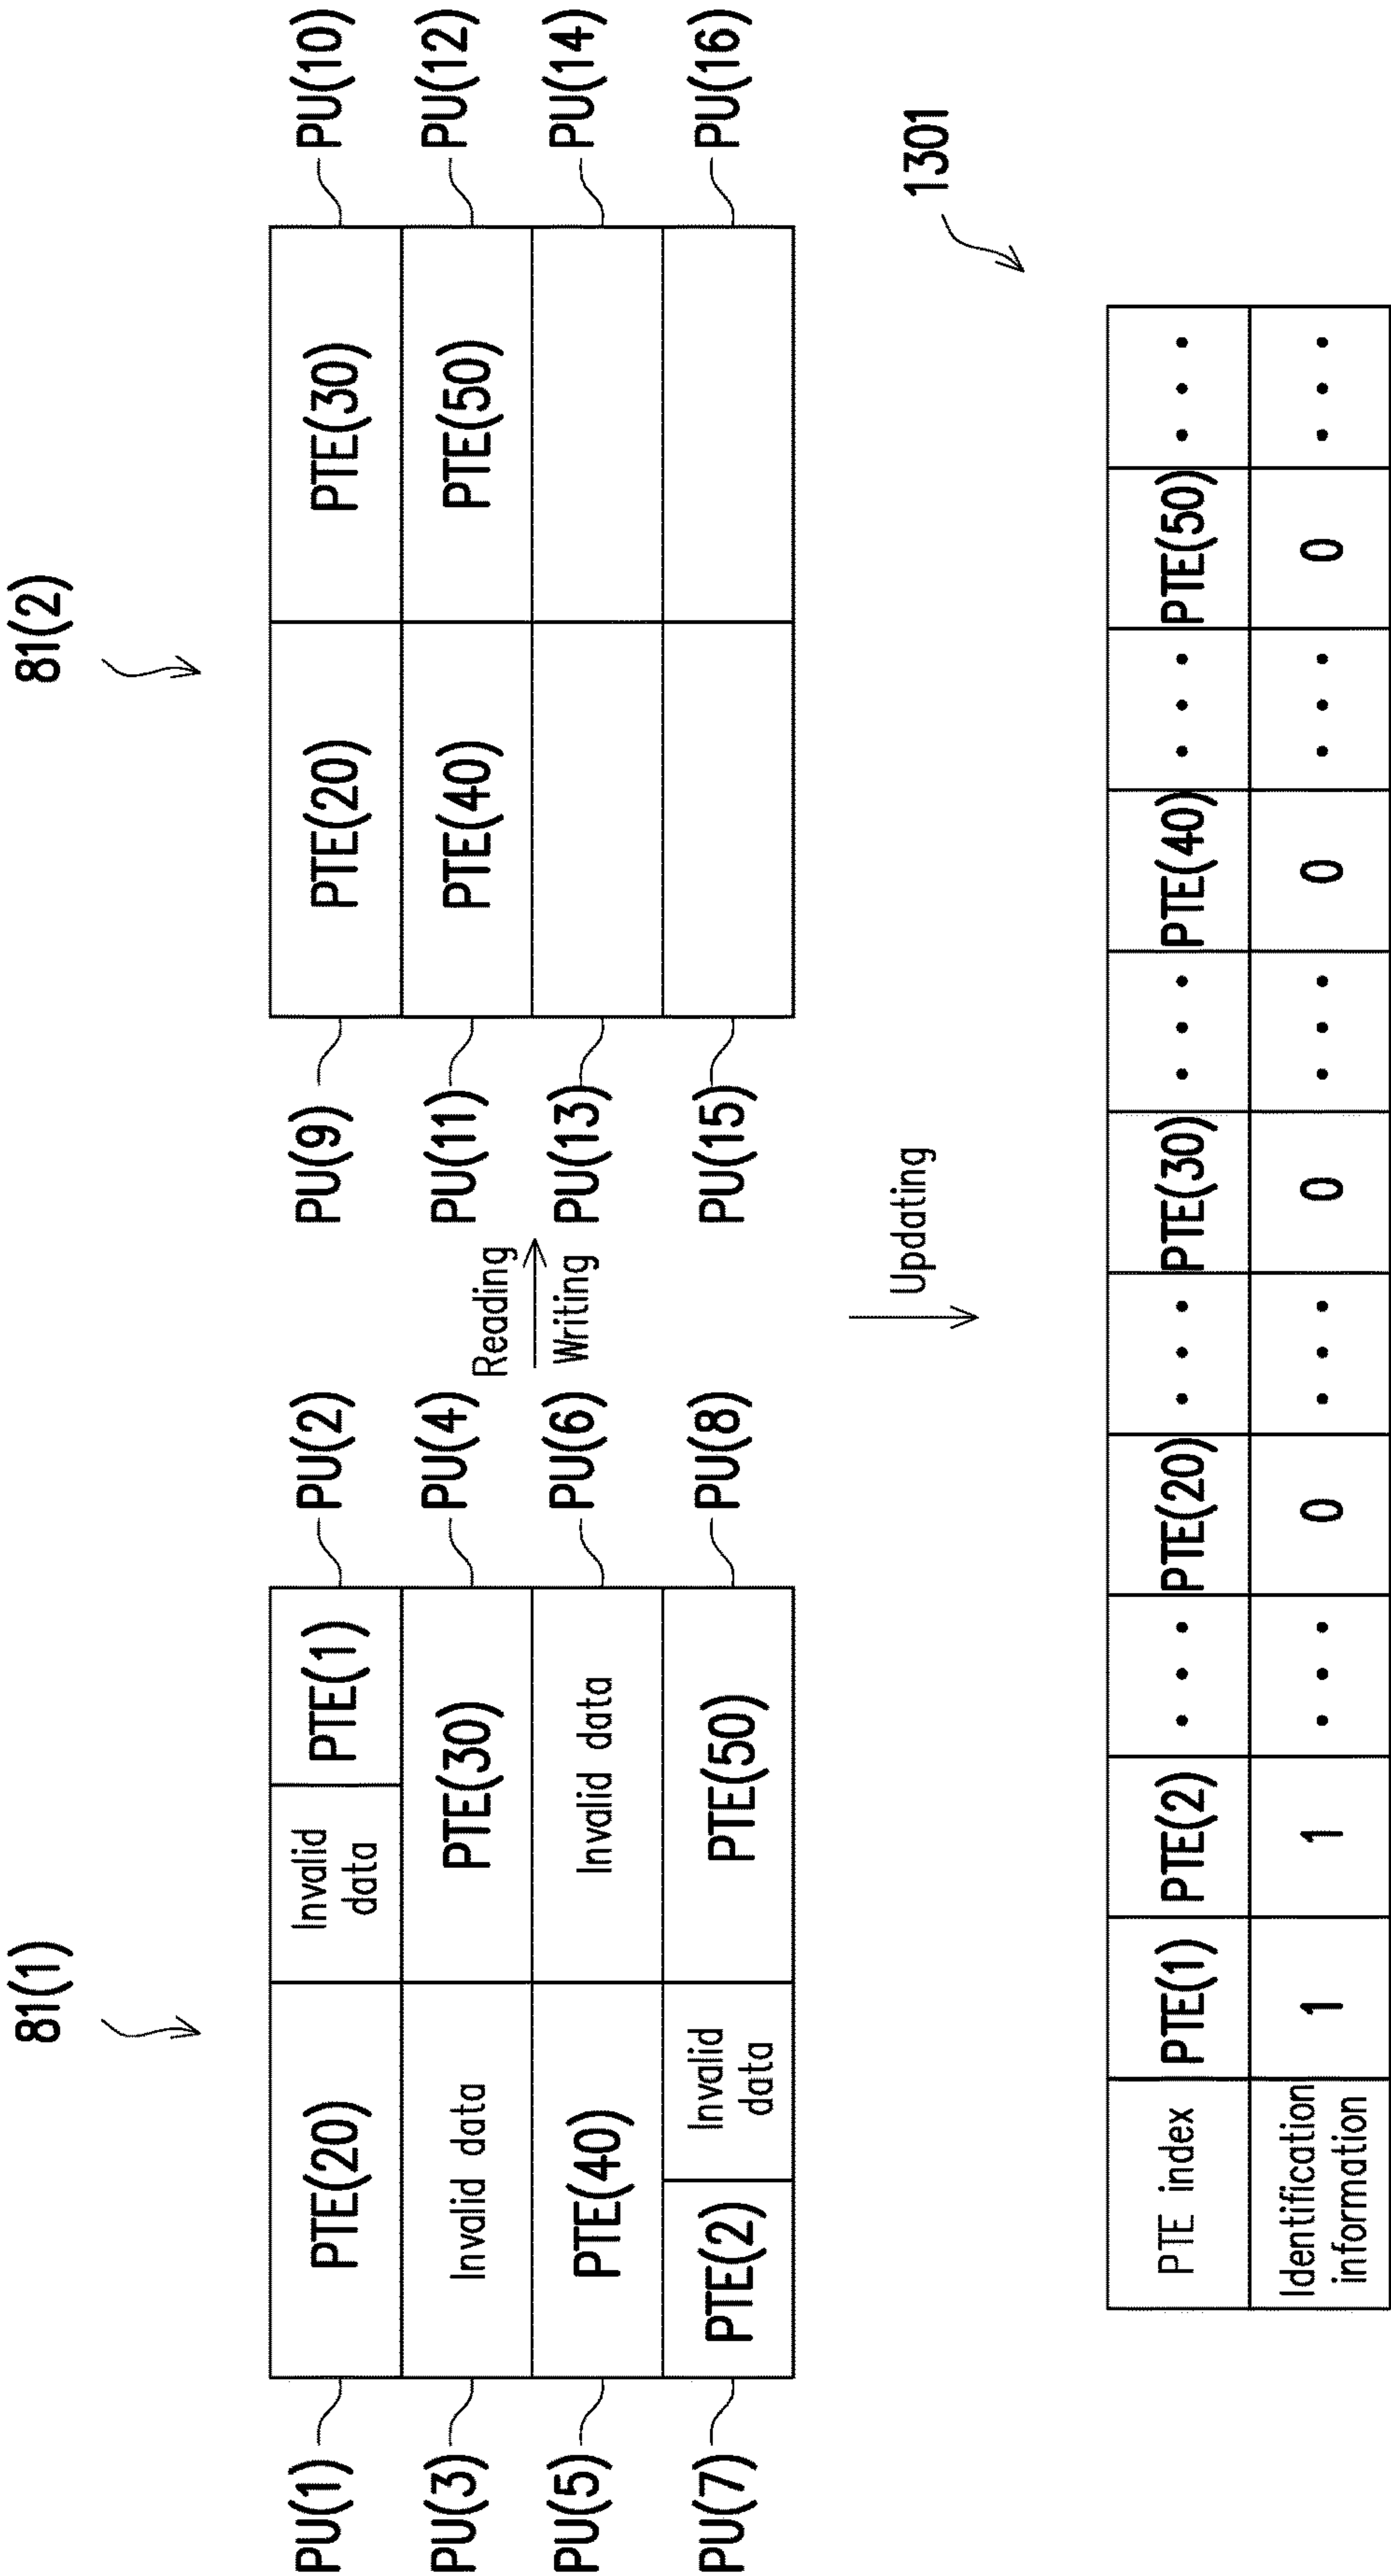 81(1)
81(2)
PU(1)
PTE(20)
Invalid
data
PTE(1)
PU(2)
PU(9)
PTE(20)
PTE(30)
PU(10)
PU(3)
Invalid data
PTE(30)
PU(4)
PU(11)
PTE(40)
PTE(50)
PU(12)
Reading
Writing
PU(5)
PTE(40)
Invalid data
PU(6)
PU(13)
PU(14)
PU(7)
PTE(2)
Invalid
data
PTE(50)
PU(8)
PU(15)
PU(16)
Updating
1301
PTE index
PTE(1)
PTE(2)
• • •
PTE(20)
• • •
PTE(30)
• • •
PTE(40)
• • •
PTE(50)
• • •
Identification
information
1
1
• • •
0
• • •
0
• • •
0
• • •
0
• • •